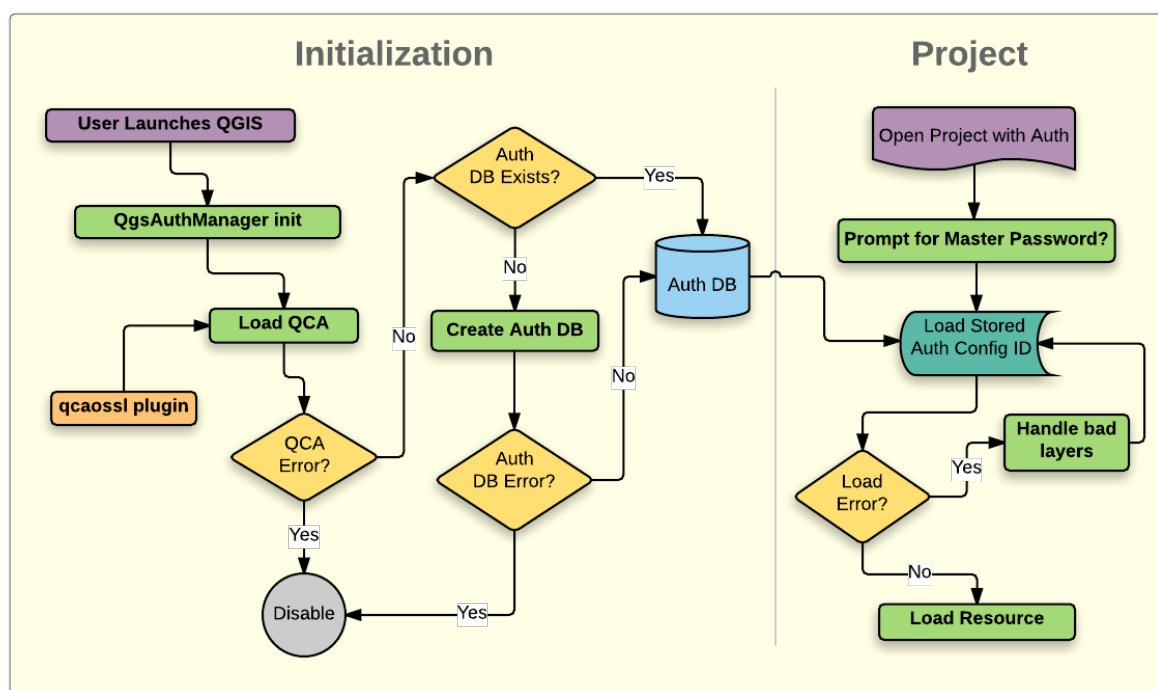 Initialization
Project
User Launches QGIS
QgsAuthManager init
Load QCA
qcaossl plugin
QCA
Error?
Yes
Disable
No
Auth
DB Exists?
Yes
No
Create Auth DB
Auth
DB Error?
No
Yes
Auth DB
Open Project with Auth
Prompt for Master Password?
Load Stored
Auth Config ID
Handle bad
layers
Load
Error?
Yes
No
Load Resource